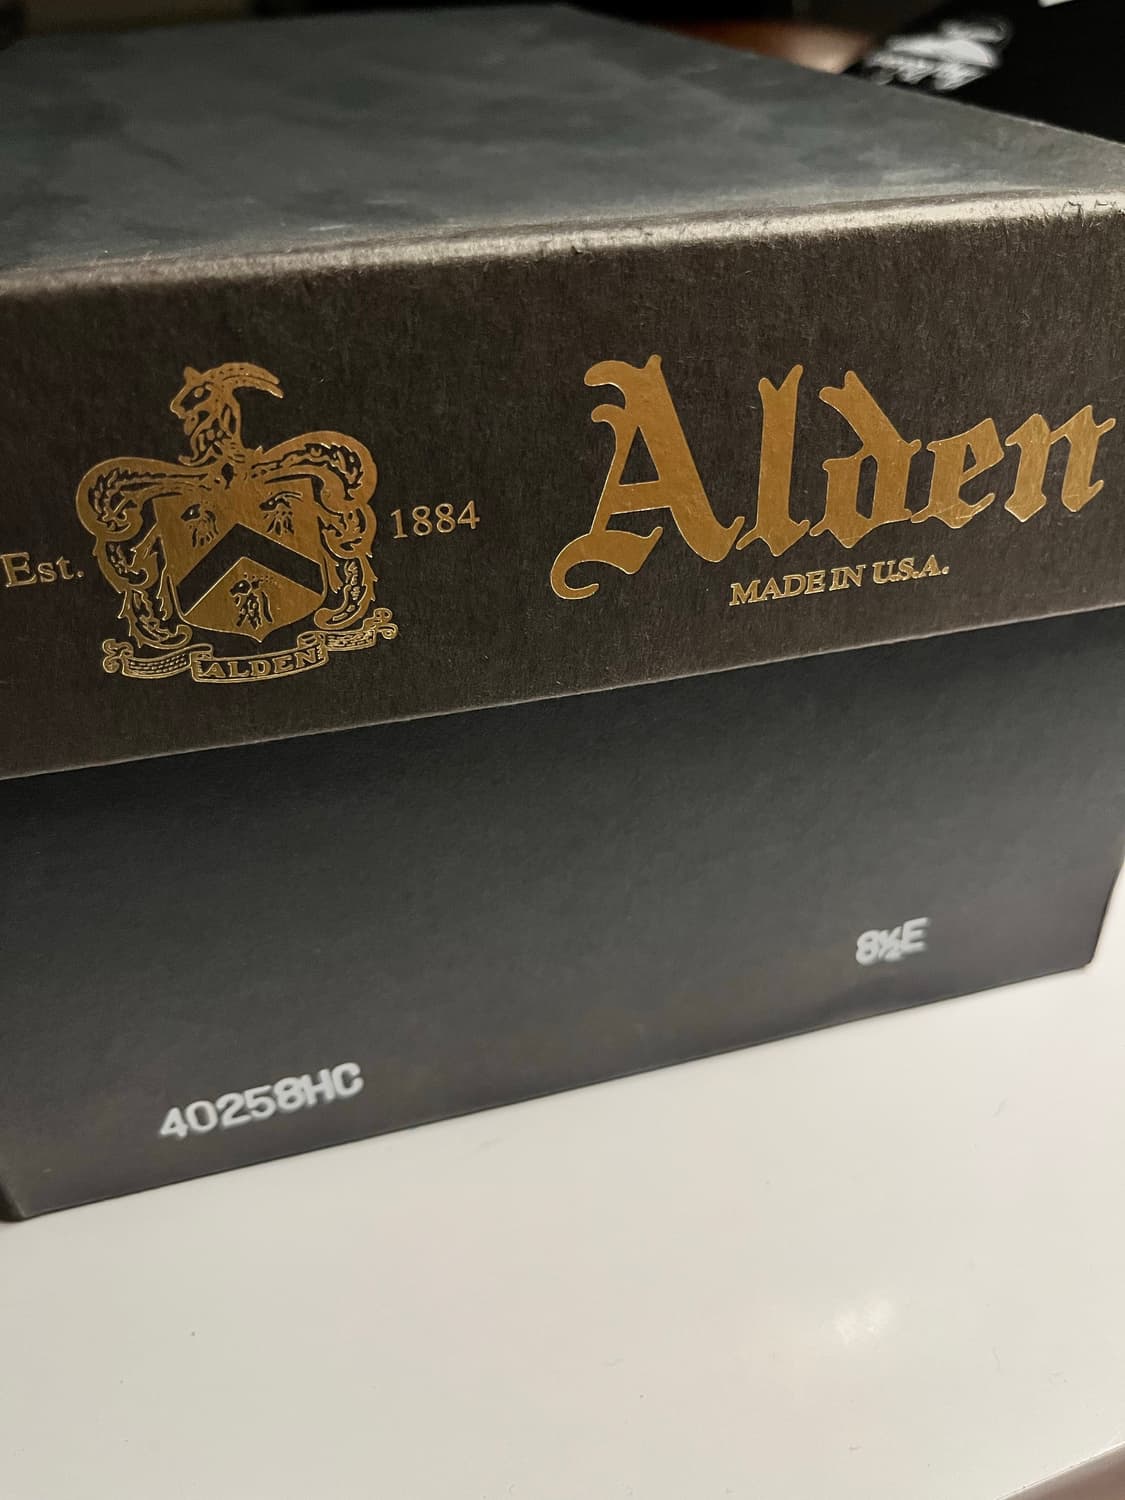 Est.
1884
ALDEN
Alden
MADE IN U.S.A.
8½E
40258HC